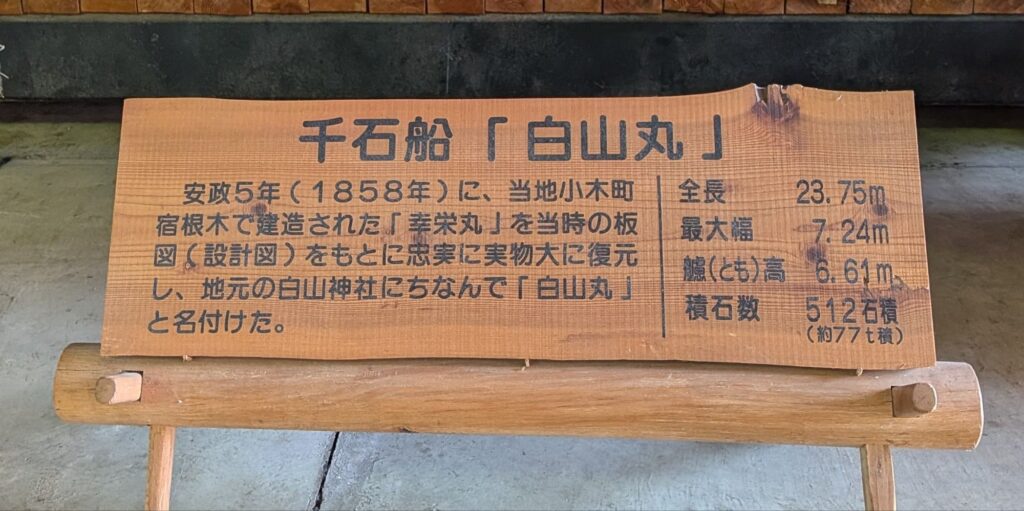 千石船「白山丸」
安政5年(1858年)に、当地小木町
宿根木で建造された「幸栄丸」を当時の板
図(設計図)をもとに忠実に実物大に復元
し、地元の白山神社にちなんで「白山丸」
と名付けた。
全長 23.75m
最大幅 7.24m
艫(とも)高 6.61m
積石数 512石積
(約77t積)